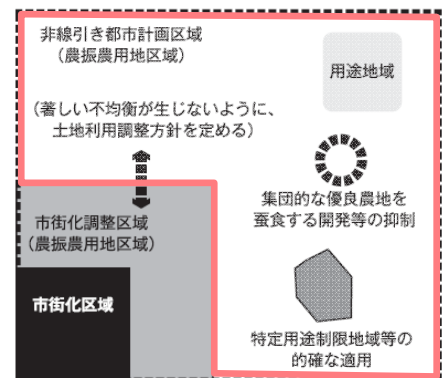 非線引き都市計画区域
（農振農用地区域）
用途地域
（著しい不均衡が生じないように、
土地利用調整方針を定める）
集団的な優良農地を
蚕食する開発等の抑制
市街化調整区域
（農振農用地区域）
市街化区域
特定用途制限地域等の
的確な適用